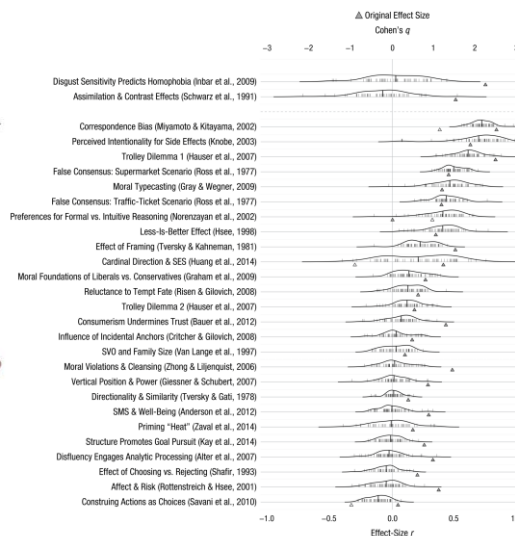 Original Effect Size
Cohen's q
−3 −2 −1 0 1 2 3
Disgust Sensitivity Predicts Homophobia (Inbar et al., 2009)
Assimilation & Contrast Effects (Schwarz et al., 1991)
Correspondence Bias (Miyamoto & Kitayama, 2002)
Perceived Intentionality for Side Effects (Knobe, 2003)
Trolley Dilemma 1 (Hauser et al., 2007)
False Consensus: Supermarket Scenario (Ross et al., 1977)
Moral Typecasting (Gray & Wegner, 2009)
False Consensus: Traffic-Ticket Scenario (Ross et al., 1977)
Preferences for Formal vs. Intuitive Reasoning (Norenzayan et al., 2002)
Less-Is-Better Effect (Hsee, 1998)
Effect of Framing (Tversky & Kahneman, 1981)
Cardinal Direction & SES (Huang et al., 2014)
Moral Foundations of Liberals vs. Conservatives (Graham et al., 2009)
Reluctance to Tempt Fate (Risen & Gilovich, 2008)
Trolley Dilemma 2 (Hauser et al., 2007)
Consumerism Undermines Trust (Bauer et al., 2012)
Influence of Incidental Anchors (Critcher & Gilovich, 2008)
SVO and Family Size (Van Lange et al., 1997)
Moral Violations & Cleansing (Zhong & Liljenquist, 2006)
Vertical Position & Power (Giessner & Schubert, 2007)
Directionality & Similarity (Tversky & Gati, 1978)
SMS & Well-Being (Anderson et al., 2012)
Priming “Heat” (Zaval et al., 2014)
Structure Promotes Goal Pursuit (Kay et al., 2014)
Disfluency Engages Analytic Processing (Alter et al., 2007)
Effect of Choosing vs. Rejecting (Shafir, 1993)
Affect & Risk (Rottenstreich & Hsee, 2001)
Construing Actions as Choices (Savani et al., 2010)
−1.0 −0.5 0.0 0.5
Effect-Size r